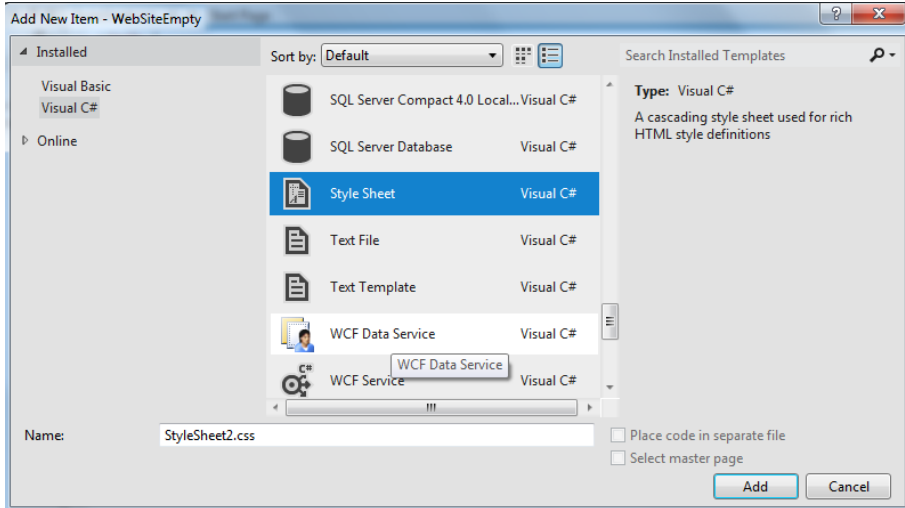 Add New Item - WebSiteEmpty
Installed
Sort by: Default
Search Installed Templates
Visual Basic
Visual C#
Online
SQL Server Compact 4.0 Local... Visual C#
SQL Server Database Visual C#
Style Sheet Visual C#
Text File Visual C#
Text Template Visual C#
WCF Data Service Visual C#
WCF Data Service
C#
WCF Service Visual C#
Type: Visual C#
A cascading style sheet used for rich
HTML style definitions
Name: StyleSheet2.css
Place code in separate file
Select master page
Add Cancel